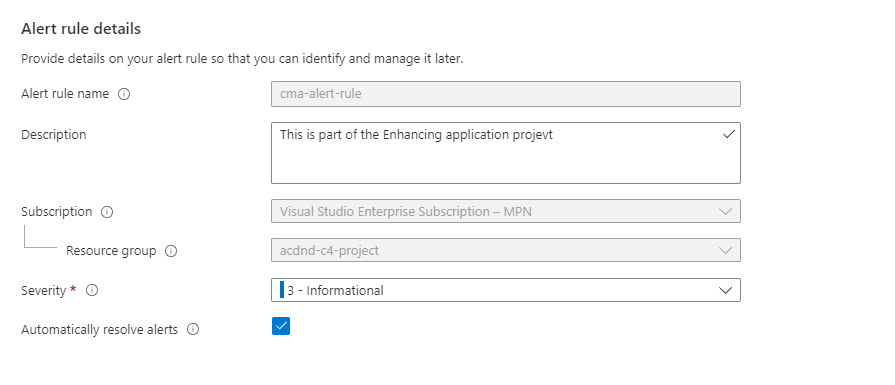 Alert rule details
Provide details on your alert rule so that you can identify and manage it later.
Alert rule name cma-alert-rule
Description This is part of the Enhancing application projevt
Subscription Visual Studio Enterprise Subscription – MPN
Resource group acdnd-c4-project
Severity * 3 - Informational
Automatically resolve alerts